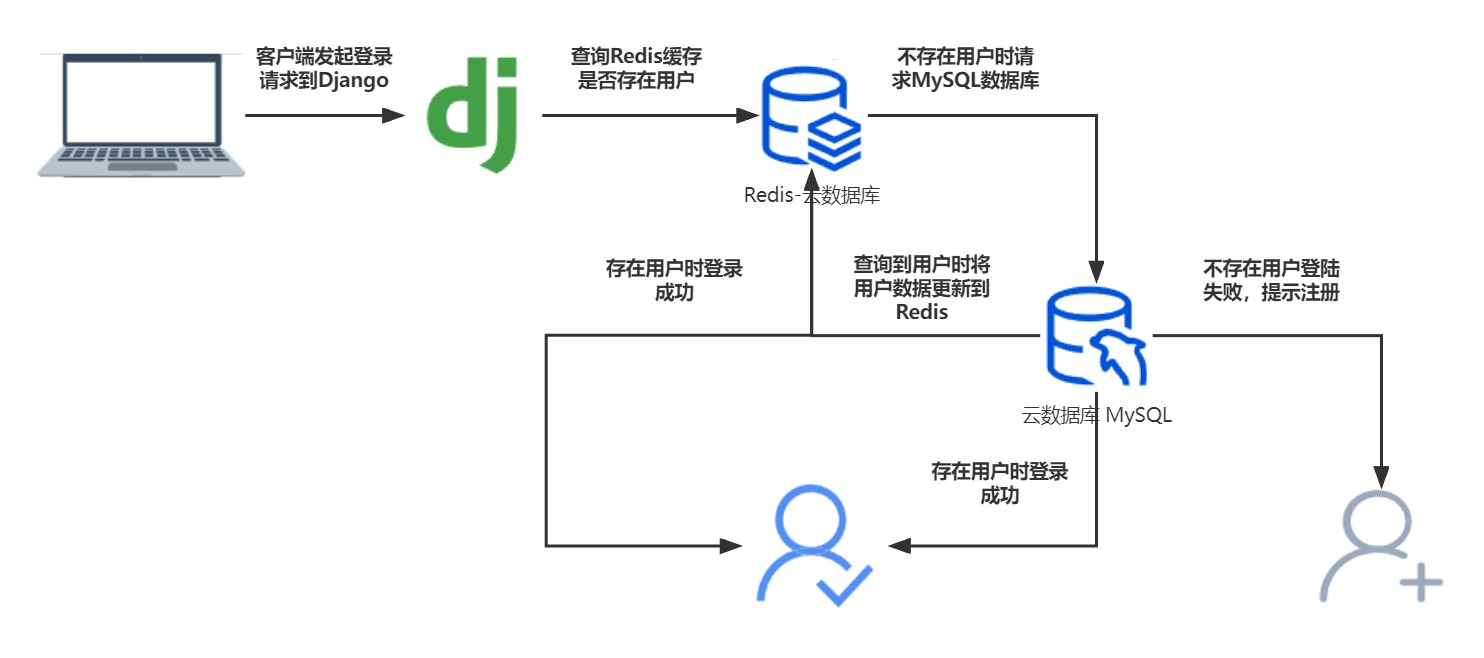 客户端发起登录
请求到Django
dj
查询Redis缓存
是否存在用户
不存在用户时请
求MySQL数据库
Redis-云数据库
存在用户时登录
成功
查询到用户时将
用户数据更新到
Redis
不存在用户登陆
失败，提示注册
云数据库 MySQL
存在用户时登录
成功